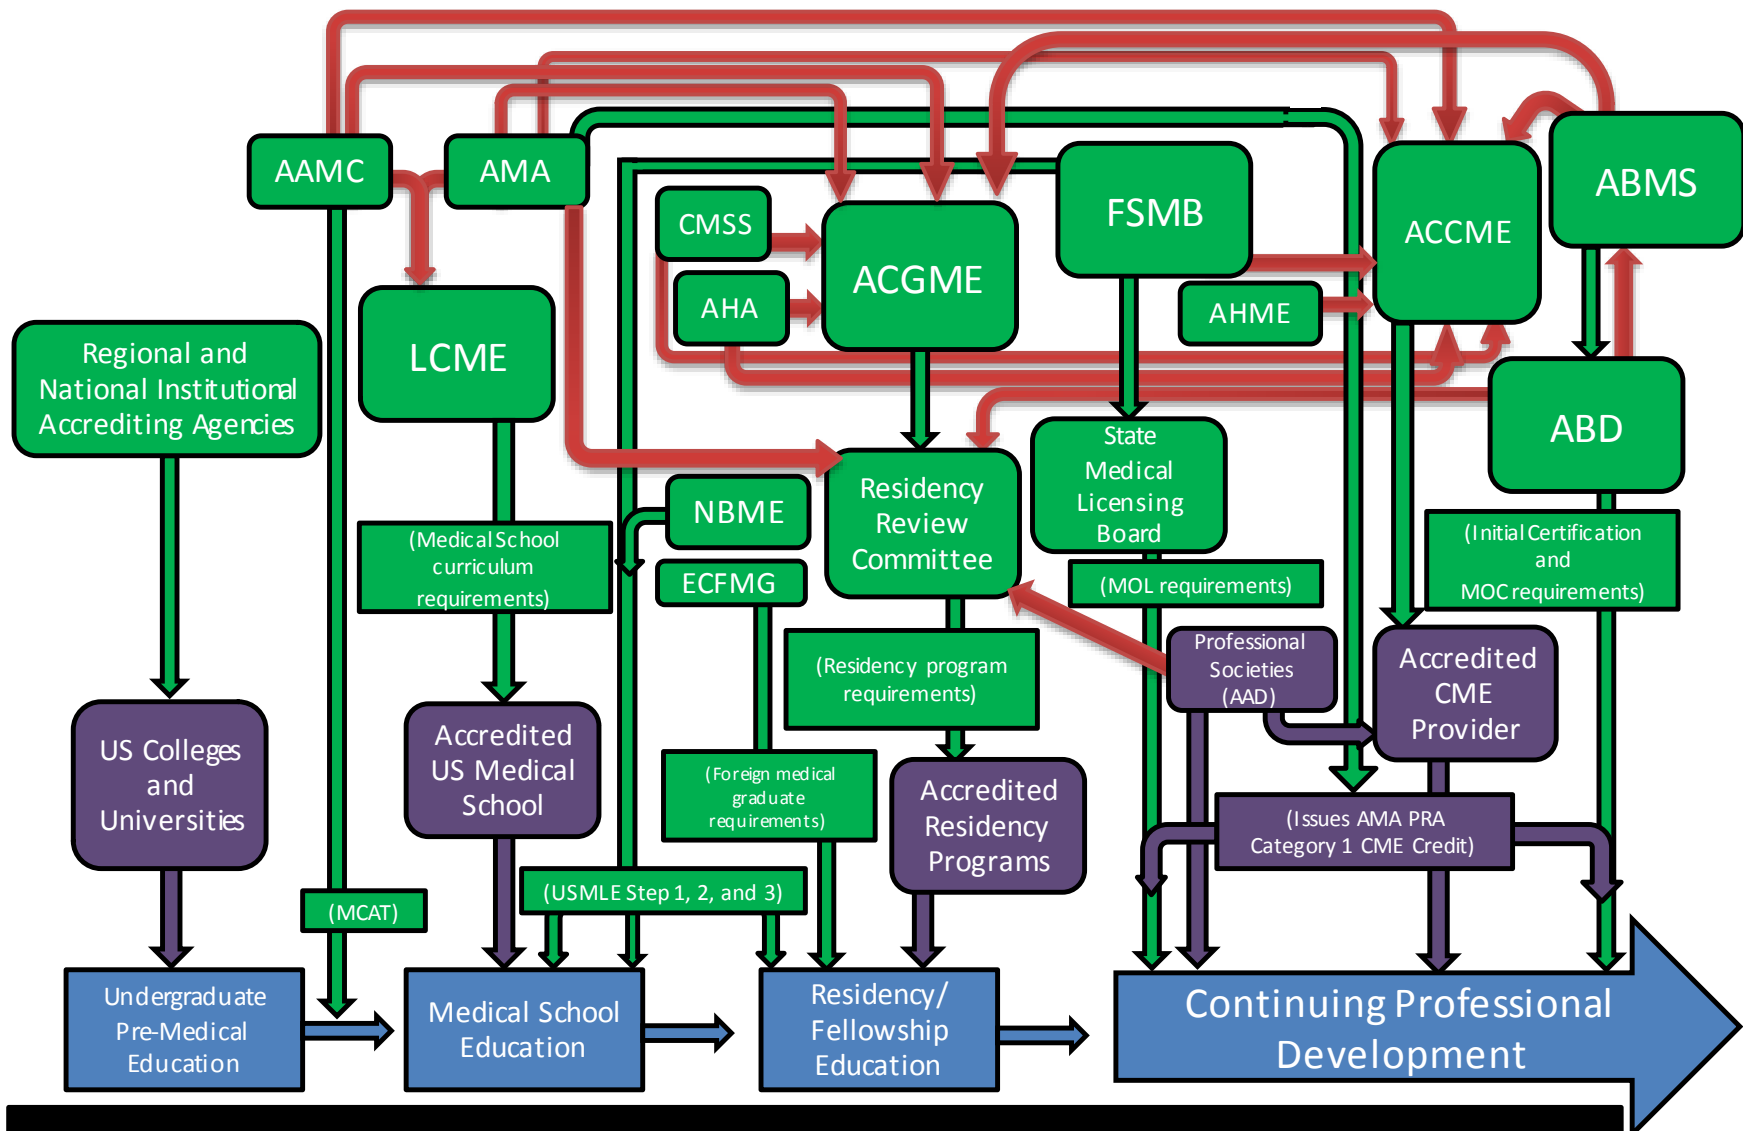 AAMC
AMA
FSMB
ABMS
CMSS
ACCME
ACGME
AHA
AHME
LCME
Regional and
National Institutional
Accrediting Agencies
ABD
State
Medical
Licensing
Board
Residency
Review
Committee
NBME
(Medical School
curriculum
requirements)
(Initial Certification
and
MOC requirements)
ECFMG
(MOL requirements)
Professional
Societies
(AAD)
Accredited
CME
Provider
(Residency program
requirements)
US Colleges
and
Universities
Accredited
US Medical
School
(Foreign medical
graduate
requirements)
Accredited
Residency
Programs
(Issues AMA PRA
Category 1 CME Credit)
(USMLE Step 1, 2, and 3)
(MCAT)
Undergraduate
Pre-Medical
Education
Medical School
Education
Residency/
Fellowship
Education
Continuing Professional
Development